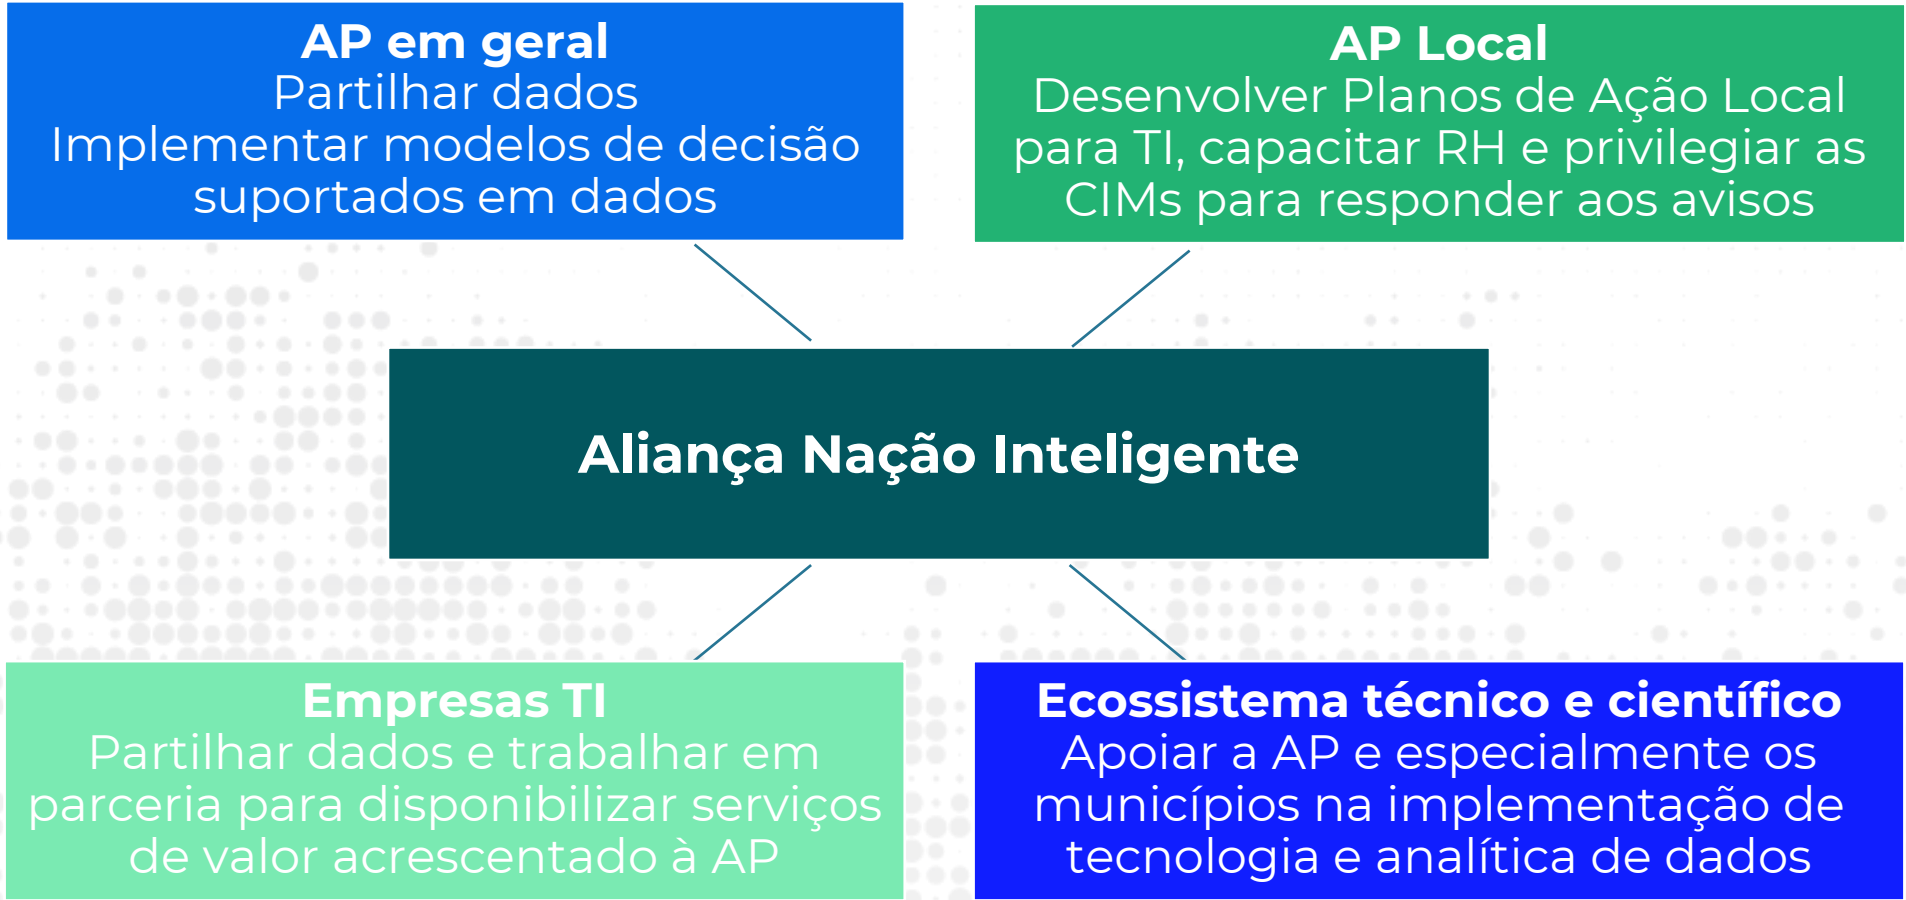 AP em geral
Partilhar dados
Implementar modelos de decisão
suportados em dados
AP Local
Desenvolver Planos de Ação Local
para TI, capacitar RH e privilegiar as
CIMs para responder aos avisos
Aliança Nação Inteligente
Empresas TI
Partilhar dados e trabalhar em
parceria para disponibilizar serviços
de valor acrescentado à AP
Ecossistema técnico e científico
Apoiar a AP e especialmente os
municípios na implementação de
tecnologia e analítica de dados